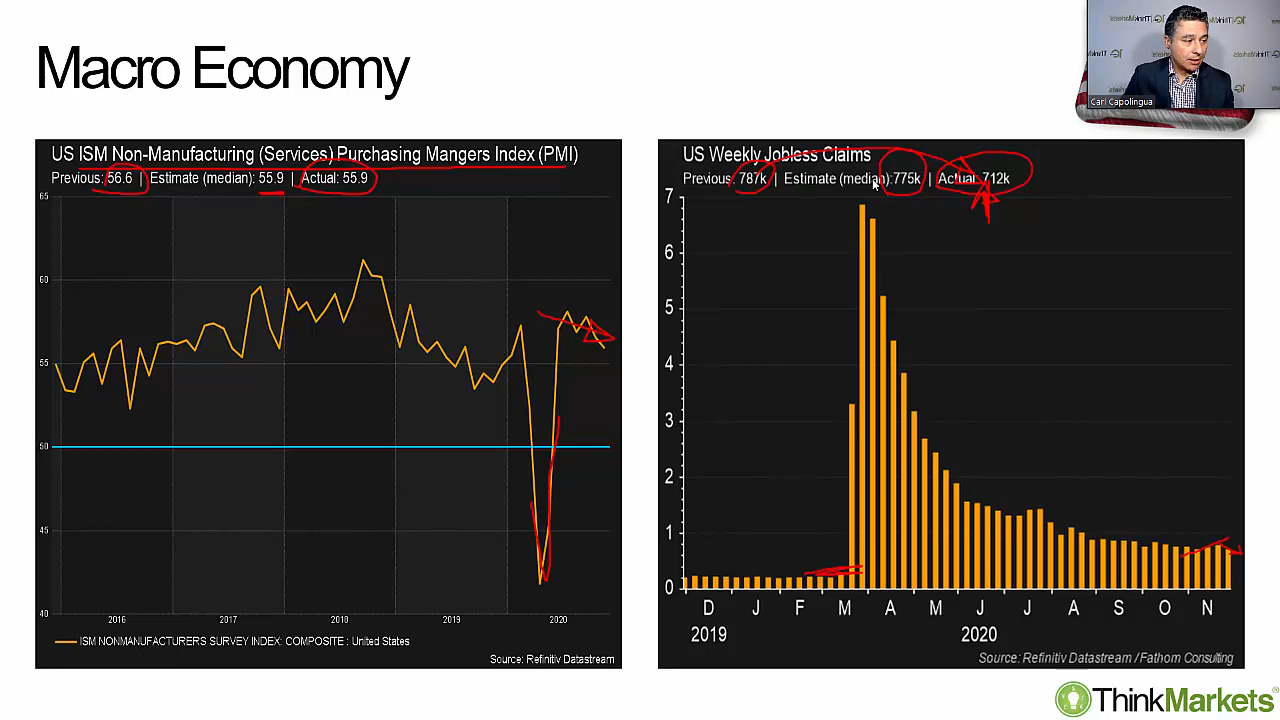 Macro Economy
Carl Capolingua
US ISM Non-Manufacturing (Services) Purchasing Mangers Index (PMI)
Previous: 56.6 | Estimate (median): 55.9 | Actual: 55.9
65
60
55
50
45
40
2016 2017 2018 2019 2020
ISM NONMANUFACTURERS SURVEY INDEX: COMPOSITE : United States
Source: Refinitiv Datastream
US Weekly Jobless Claims
Previous: 787k | Estimate (median):775k | Actual: 712k
7
6
5
4
3
2
1
0
D J F M A M J J A S O N
2019 2020
Source: Refinitiv Datastream / Fathom Consulting
ThinkMarkets®